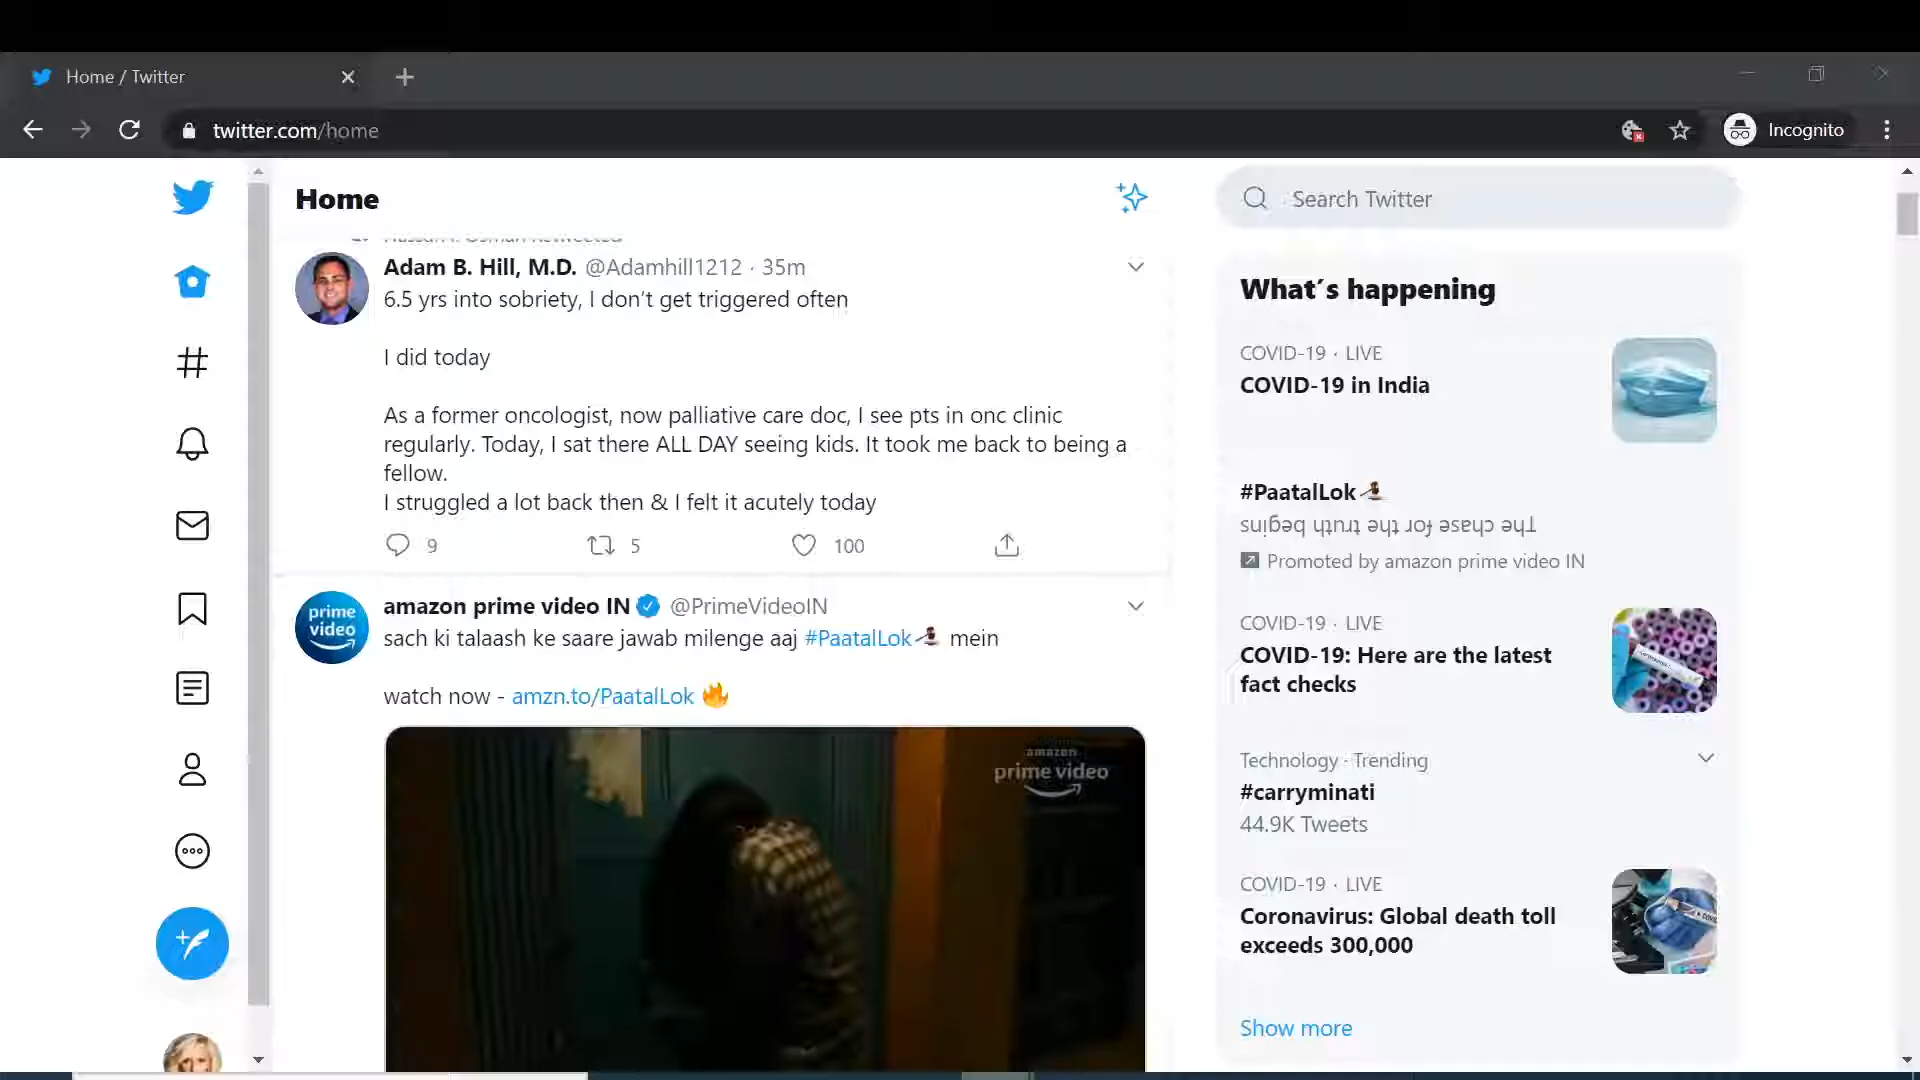 Home / Twitter
twitter.com/home
Incognito
Home
Search Twitter
Adam B. Hill, M.D. @Adamhill1212 · 35m
6.5 yrs into sobriety, I don't get triggered often
I did today
As a former oncologist, now palliative care doc, I see pts in onc clinic
regularly. Today, I sat there ALL DAY seeing kids. It took me back to being a
fellow.
I struggled a lot back then & I felt it acutely today
9 5 100
prime
video
amazon prime video IN @PrimeVideoIN
sach ki talaash ke saare jawab milenge aaj #PaatalLok mein
watch now - amzn.to/PaatalLok
amazon
prime video
What's happening
COVID-19 · LIVE
COVID-19 in India
#PaatalLok
The chase for the truth begins
Promoted by amazon prime video IN
COVID-19 · LIVE
COVID-19: Here are the latest
fact checks
Technology · Trending
#carryminati
44.9K Tweets
COVID-19 · LIVE
Coronavirus: Global death toll
exceeds 300,000
Show more